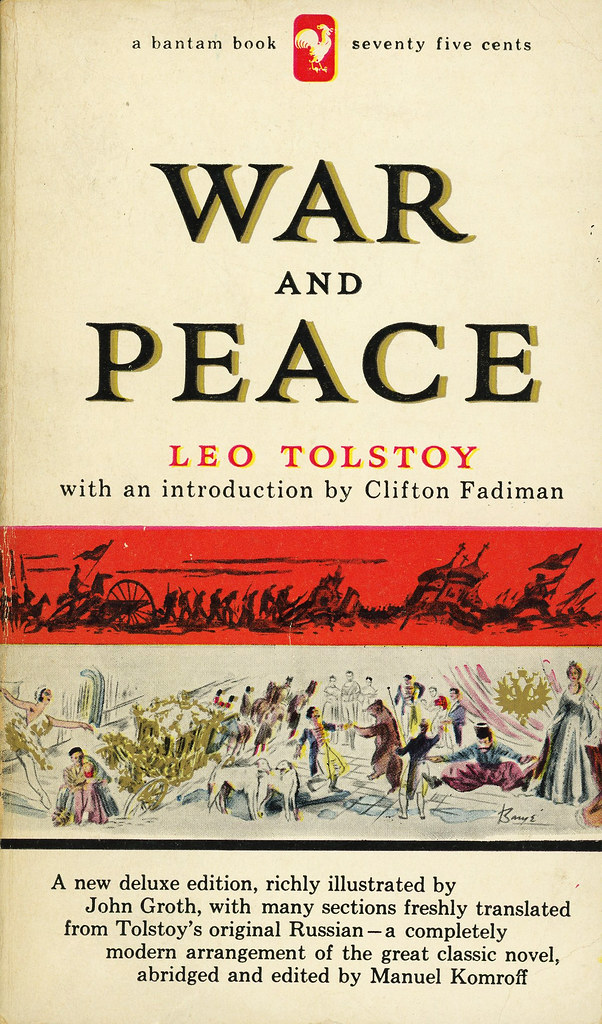 a bantam book seventy five cents
WAR
AND
PEACE
LEO TOLSTOY
with an introduction by Clifton Fadiman
A new deluxe edition, richly illustrated by
John Groth, with many sections freshly translated
from Tolstoy's original Russian—a completely
modern arrangement of the great classic novel,
abridged and edited by Manuel Komroff